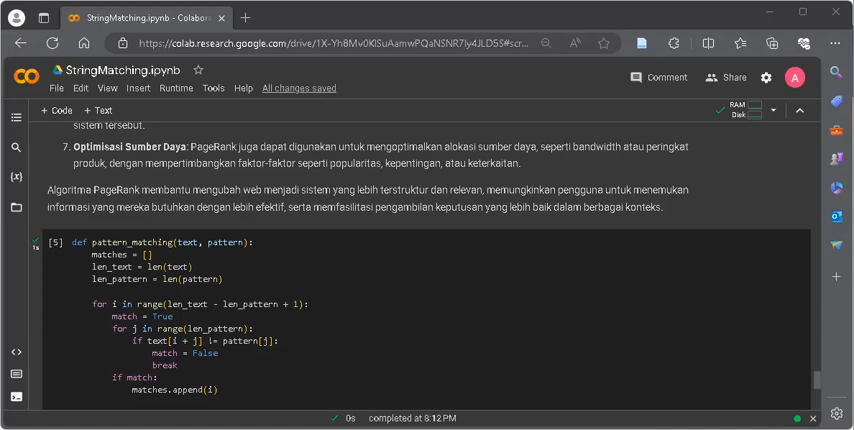 StringMatching.ipynb - Colabora
https://colab.research.google.com/drive/1X-Yh8Mv0KlSuAamwPQaNSNR7Iy4JLD5S#scr...
StringMatching.ipynb
File Edit View Insert Runtime Tools Help All changes saved
Comment Share A
+ Code + Text
RAM
Disk
sistem tersebut.
7. Optimisasi Sumber Daya: PageRank juga dapat digunakan untuk mengoptimalkan alokasi sumber daya, seperti bandwidth atau peringkat
produk, dengan mempertimbangkan faktor-faktor seperti popularitas, kepentingan, atau keterkaitan.
Algoritma PageRank membantu mengubah web menjadi sistem yang lebih terstruktur dan relevan, memungkinkan pengguna untuk menemukan
informasi yang mereka butuhkan dengan lebih efektif, serta memfasilitasi pengambilan keputusan yang lebih baik dalam berbagai konteks.
1s
[5] def pattern_matching(text, pattern):
matches = []
len_text = len(text)
len_pattern = len(pattern)
for i in range(len_text - len_pattern + 1):
match = True
for j in range(len_pattern):
if text[i + j] != pattern[j]:
match = False
break
if match:
matches.append(i)
0s completed at 8:12 PM